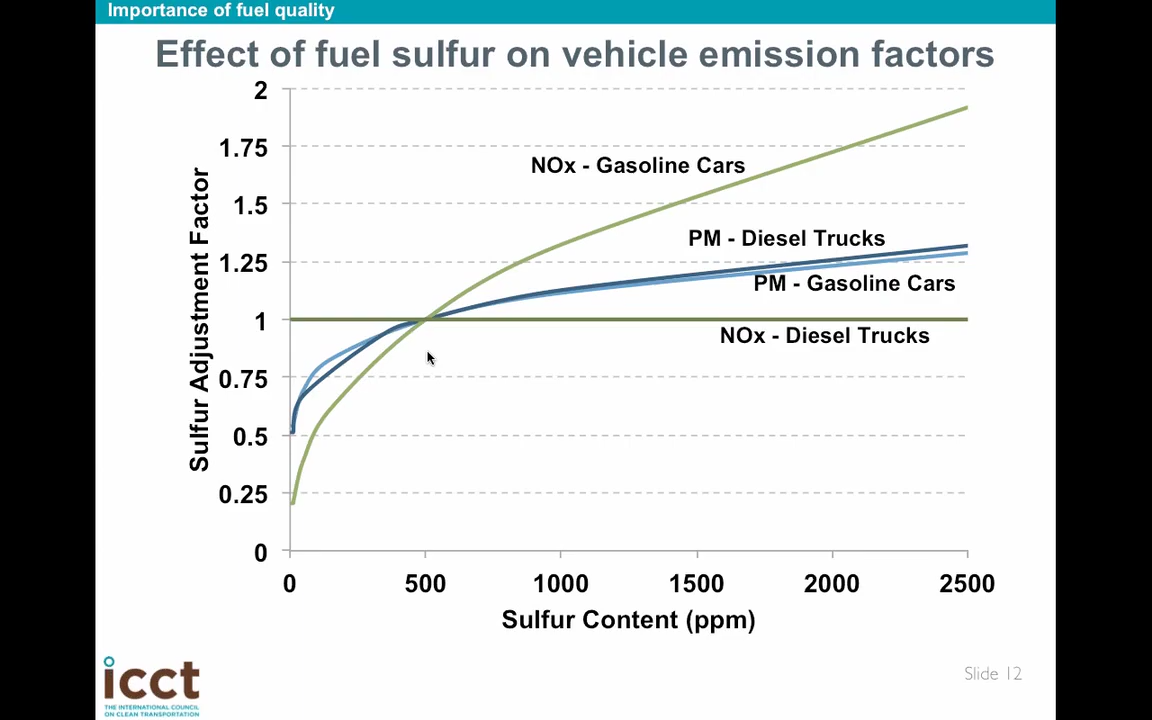 Importance of fuel quality
Effect of fuel sulfur on vehicle emission factors
2
1.75
1.5
1.25
1
0.75
0.5
0.25
0
Sulfur Adjustment Factor
NOx - Gasoline Cars
PM - Diesel Trucks
PM - Gasoline Cars
NOx - Diesel Trucks
0 500 1000 1500 2000 2500
Sulfur Content (ppm)
icct
THE INTERNATIONAL COUNCIL
ON CLEAN TRANSPORTATION
Slide 12